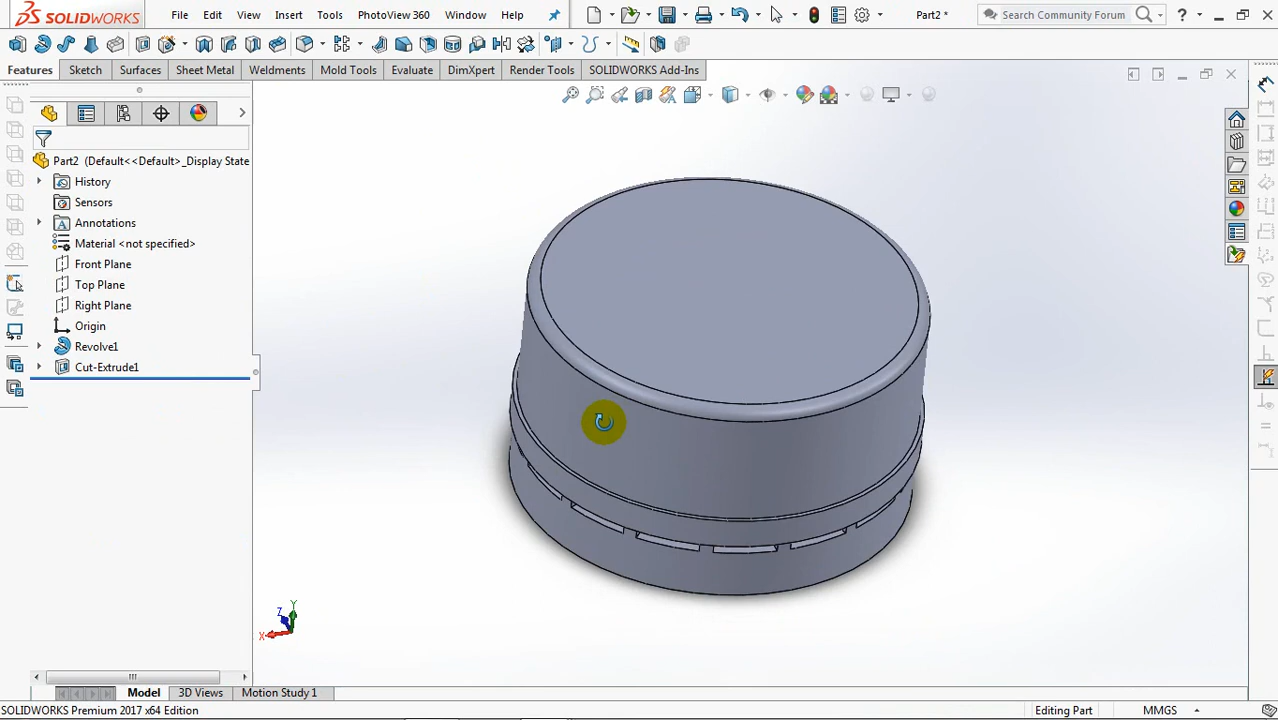 SOLIDWORKS File Edit View Insert Tools PhotoView 360 Window Help Part2 * Search Community Forum ?
Features Sketch Surfaces Sheet Metal Weldments Mold Tools Evaluate DimXpert Render Tools SOLIDWORKS Add-Ins
Part2 (Default<<Default>_Display State
History
Sensors
Annotations
Material <not specified>
Front Plane
Top Plane
Right Plane
Origin
Revolve1
Cut-Extrude1
Y
Z
X
Model 3D Views Motion Study 1
SOLIDWORKS Premium 2017 x64 Edition Editing Part MMGS